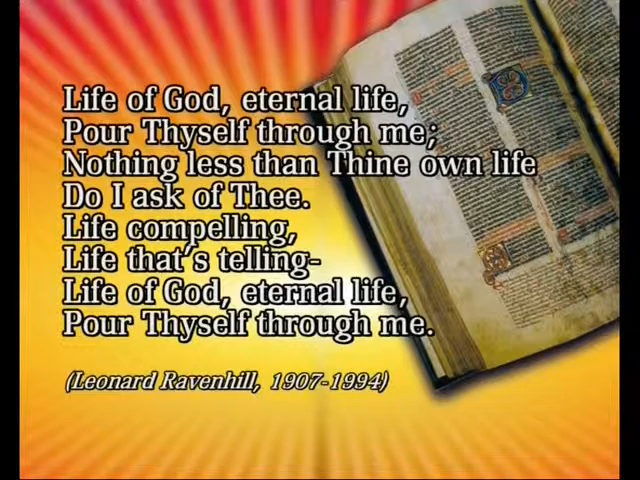 Life of God, eternal life,
Pour Thyself through me;
Nothing less than Thine own life
Do I ask of Thee.
Life compelling,
Life that's telling-
Life of God, eternal life,
Pour Thyself through me.
(Leonard Ravenhill, 1907-1994)